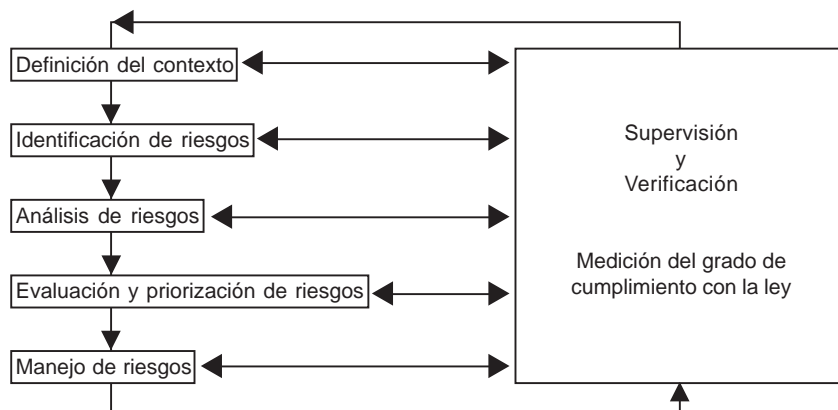 Definición del contexto
Identificación de riesgos
Análisis de riesgos
Evaluación y priorización de riesgos
Manejo de riesgos
Supervisión
y
Verificación
Medición del grado de
cumplimiento con la ley